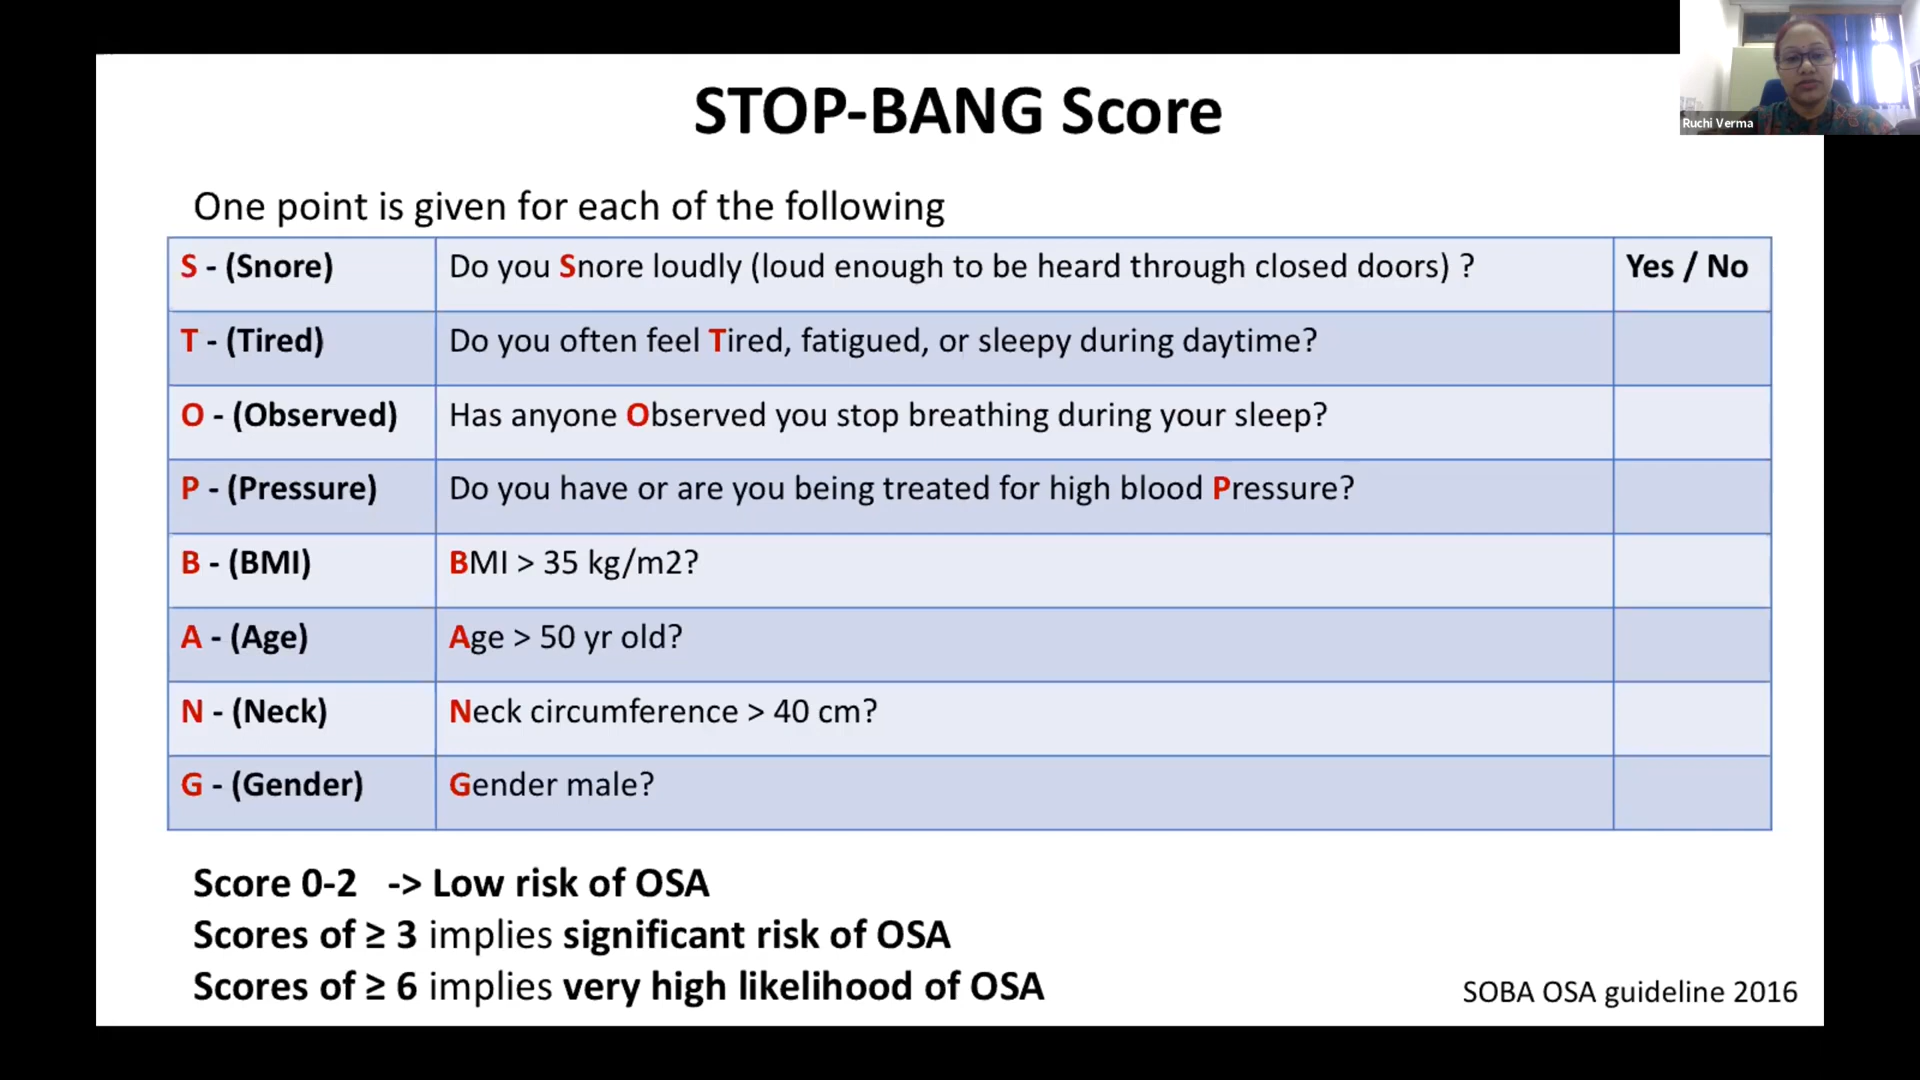 STOP-BANG Score
Ruchi Verma
One point is given for each of the following
S - (Snore) Do you Snore loudly (loud enough to be heard through closed doors) ? Yes / No
T - (Tired) Do you often feel Tired, fatigued, or sleepy during daytime?
O - (Observed) Has anyone Observed you stop breathing during your sleep?
P - (Pressure) Do you have or are you being treated for high blood Pressure?
B - (BMI) BMI > 35 kg/m2?
A - (Age) Age > 50 yr old?
N - (Neck) Neck circumference > 40 cm?
G - (Gender) Gender male?
Score 0-2 -> Low risk of OSA
Scores of ≥ 3 implies significant risk of OSA
Scores of ≥ 6 implies very high likelihood of OSA
SOBA OSA guideline 2016